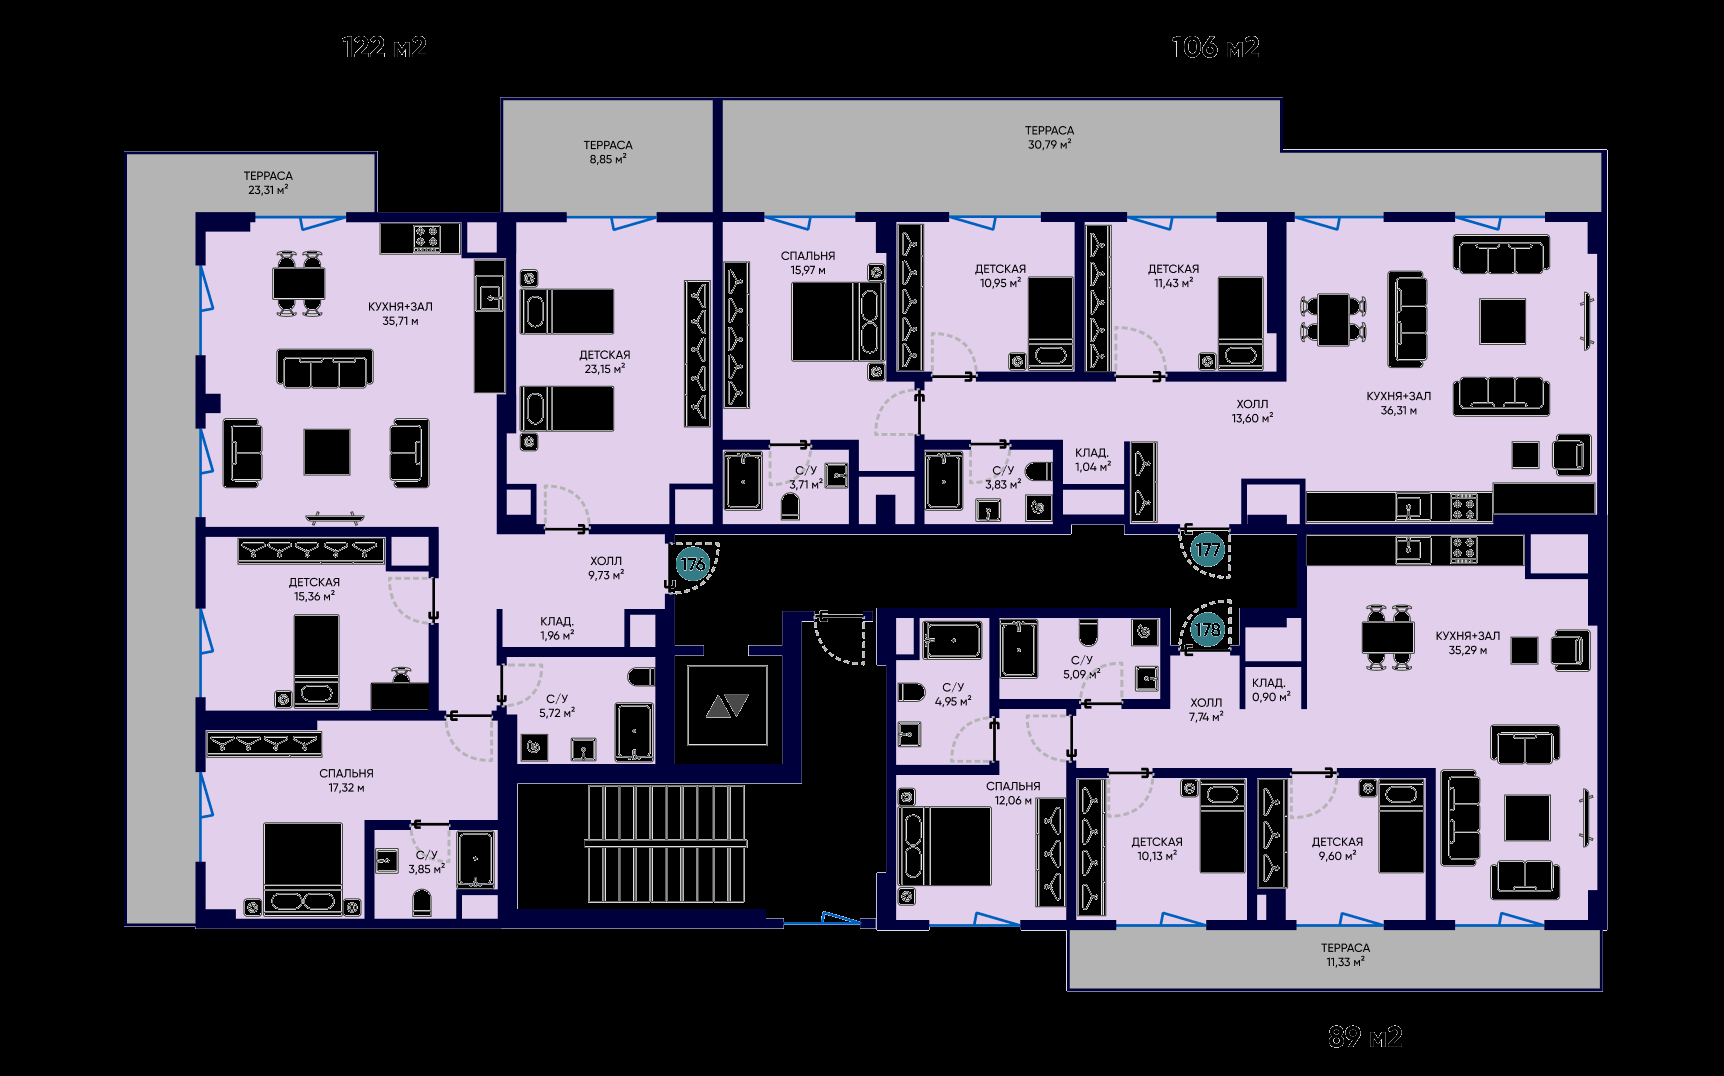 122 м2
106 м2
ТЕРРАСА
23,31 м²
ТЕРРАСА
8,85 м²
ТЕРРАСА
30,79 м²
КУХНЯ+ЗАЛ
35,71 м
ДЕТСКАЯ
23,15 м²
СПАЛЬНЯ
15,97 м
ДЕТСКАЯ
10,95 м²
ДЕТСКАЯ
11,43 м²
КУХНЯ+ЗАЛ
36,31 м
ХОЛЛ
13,60 м²
КЛАД.
1,04 м²
С/У
3,71 м²
С/У
3,83 м²
ДЕТСКАЯ
15,36 м²
ХОЛЛ
9,73 м²
176
177
178
КЛАД.
1,96 м²
С/У
5,72 м²
С/У
4,95 м²
С/У
5,09 м²
ХОЛЛ
7,74 м²
КЛАД.
0,90 м²
КУХНЯ+ЗАЛ
35,29 м
СПАЛЬНЯ
17,32 м
С/У
3,85 м²
СПАЛЬНЯ
12,06 м
ДЕТСКАЯ
10,13 м²
ДЕТСКАЯ
9,60 м²
ТЕРРАСА
11,33 м²
89 м2